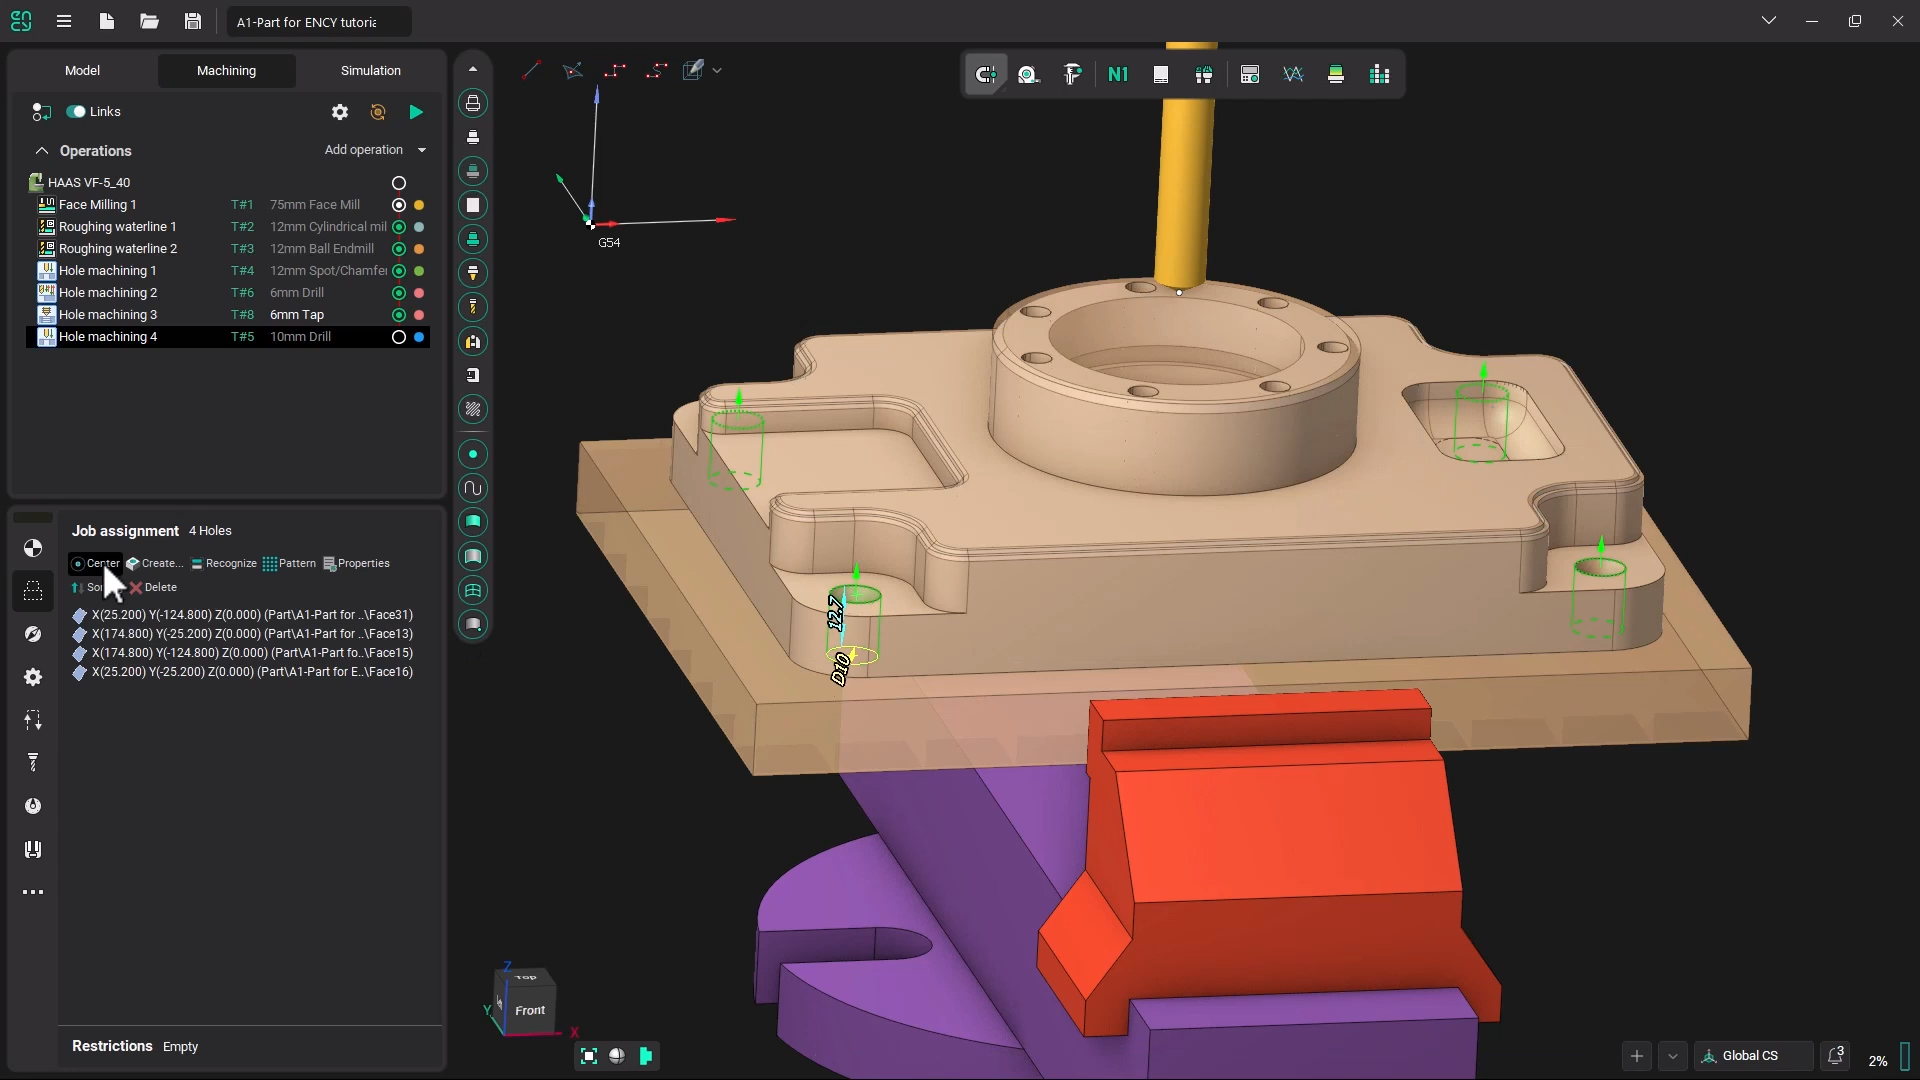 A1-Part for ENCY tutoria
Model
Machining
Simulation
Links
Operations
Add operation
HAAS VF-5_40
Face Milling 1 T#1 75mm Face Mill
Roughing waterline 1 T#2 12mm Cylindrical mil
Roughing waterline 2 T#3 12mm Ball Endmill
Hole machining 1 T#4 12mm Spot/Chamfer
Hole machining 2 T#6 6mm Drill
Hole machining 3 T#8 6mm Tap
Hole machining 4 T#5 10mm Drill
Job assignment 4 Holes
Center Create... Recognize Pattern Properties
Delete
X(25.200) Y(-124.800) Z(0.000) (Part\A1-Part for ..\Face31)
X(174.800) Y(-25.200) Z(0.000) (Part\A1-Part for ..\Face13)
X(174.800) Y(-124.800) Z(0.000) (Part\A1-Part fo..\Face15)
X(25.200) Y(-25.200) Z(0.000) (Part\A1-Part for E..\Face16)
Restrictions Empty
N1
G54
12.7
D10
Z
Top
Front
Y
X
Global CS
3
2%